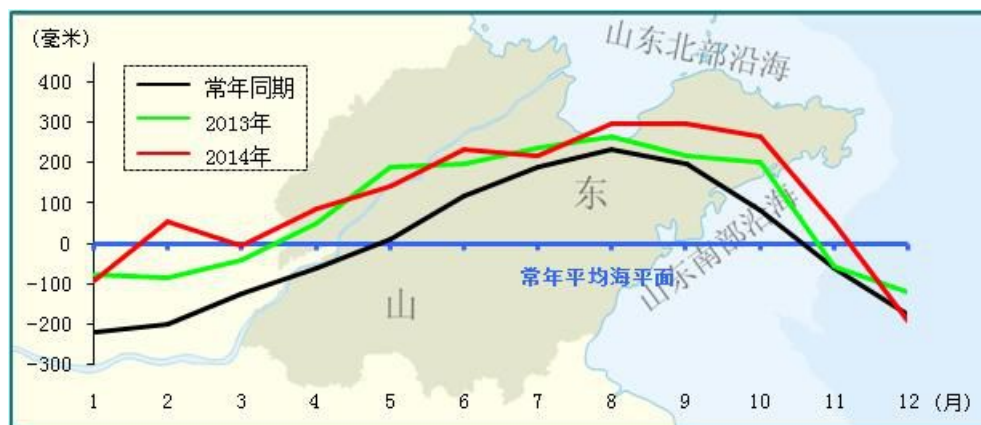 (毫米)
400
300
200
100
0
-100
-200
-300
常年同期
2013年
2014年
山东北部沿海
东
山
山东南部沿海
常年平均海平面
1 2 3 4 5 6 7 8 9 10 11 12 (月)